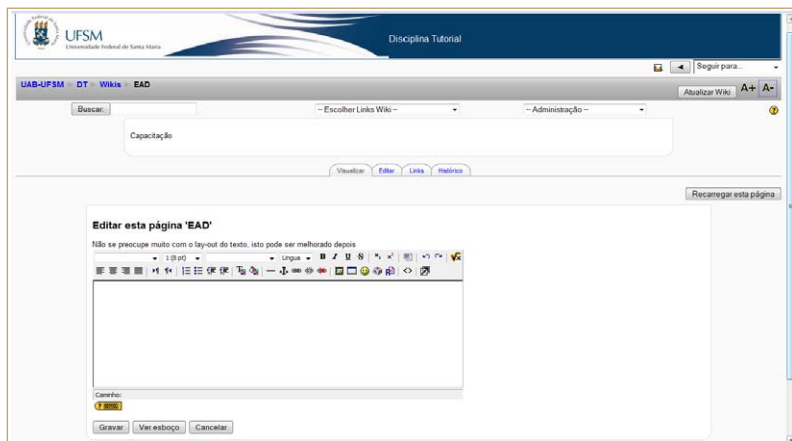 UFSM
Universidade Federal de Santa Maria
Disciplina Tutorial
Seguir para...
UAB-UFSM DT Wikis EAD
Atualizar Wiki A+ A-
Buscar: -- Escolher Links Wiki -- -- Administração --
Capacitação
Visualizar Editar Links Histórico
Recarregar esta página
Editar esta página 'EAD'
Não se preocupe muito com o lay-out do texto, isto pode ser melhorado depois
1 (8 pt) Língua B I U S
Caminho:
Gravar Ver esboço Cancelar